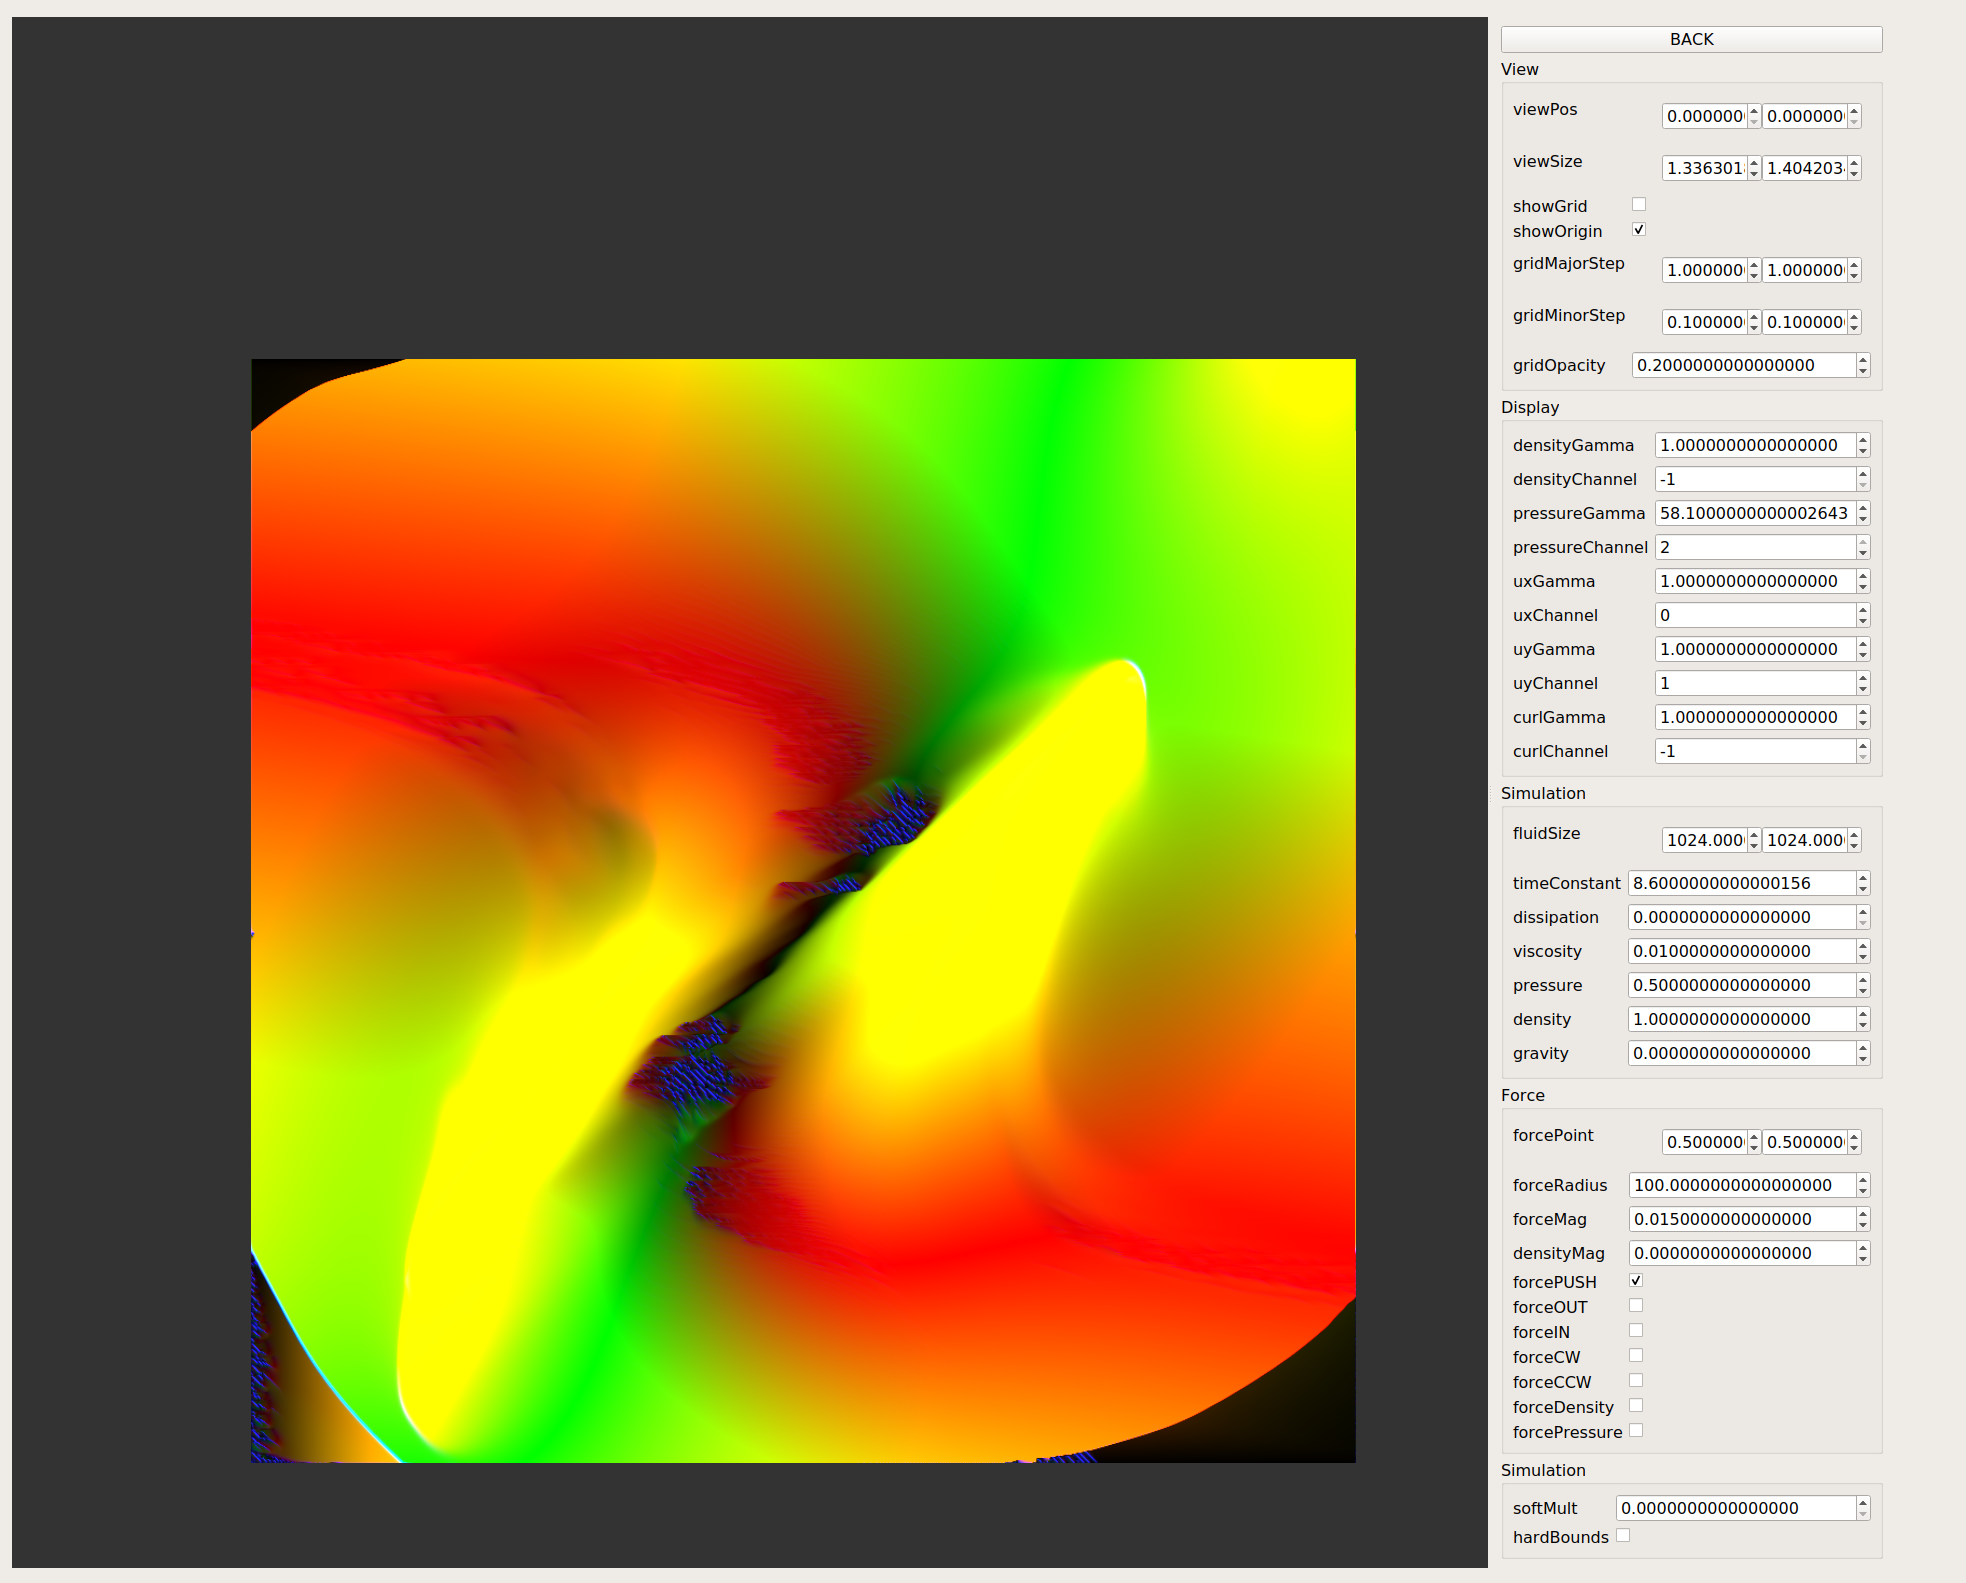 BACK
View
viewPos 0.000000 0.000000
viewSize 1.336301 1.404203
showGrid
showOrigin
gridMajorStep 1.000000 1.000000
gridMinorStep 0.100000 0.100000
gridOpacity 0.2000000000000000
Display
densityGamma 1.0000000000000000
densityChannel -1
pressureGamma 58.1000000000002643
pressureChannel 2
uxGamma 1.0000000000000000
uxChannel 0
uyGamma 1.0000000000000000
uyChannel 1
curlGamma 1.0000000000000000
curlChannel -1
Simulation
fluidSize 1024.000 1024.000
timeConstant 8.6000000000000156
dissipation 0.0000000000000000
viscosity 0.0100000000000000
pressure 0.5000000000000000
density 1.0000000000000000
gravity 0.0000000000000000
Force
forcePoint 0.500000 0.500000
forceRadius 100.0000000000000000
forceMag 0.0150000000000000
densityMag 0.0000000000000000
forcePUSH
forceOUT
forceIN
forceCW
forceCCW
forceDensity
forcePressure
Simulation
softMult 0.0000000000000000
hardBounds